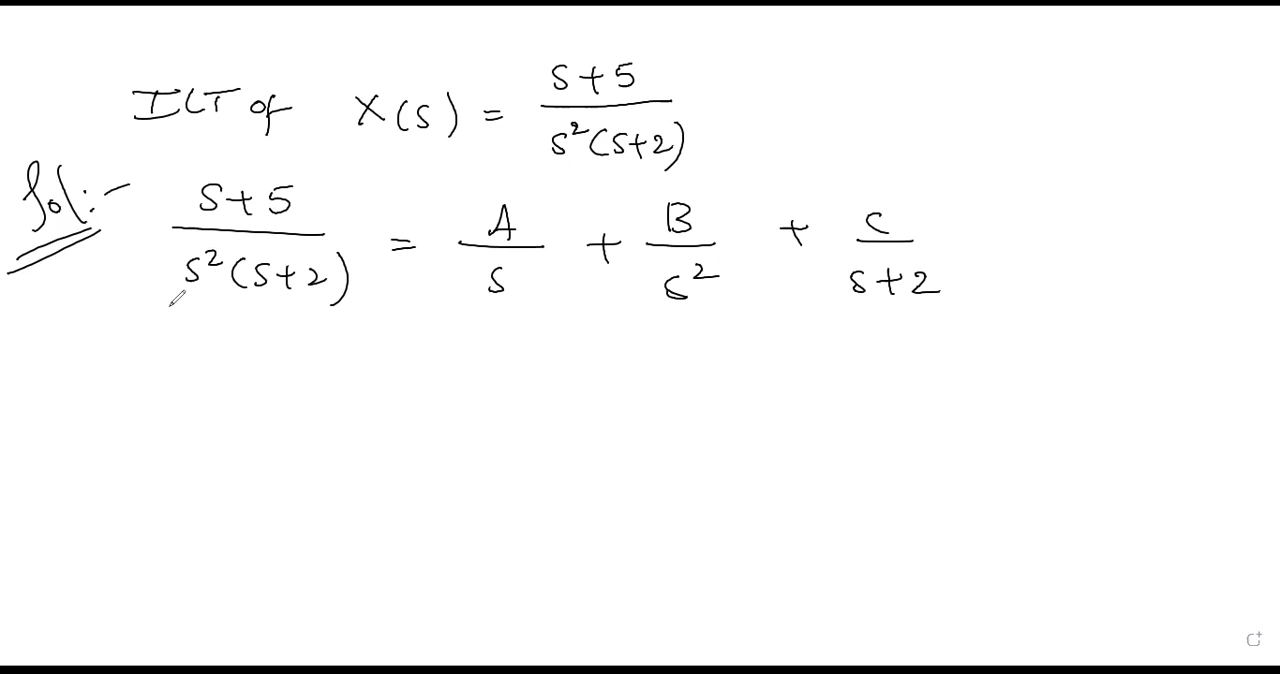 ILT of X(s) = s+5 / s²(s+2)
Sol:- s+5 / s²(s+2) = A/s + B/s² + C/s+2